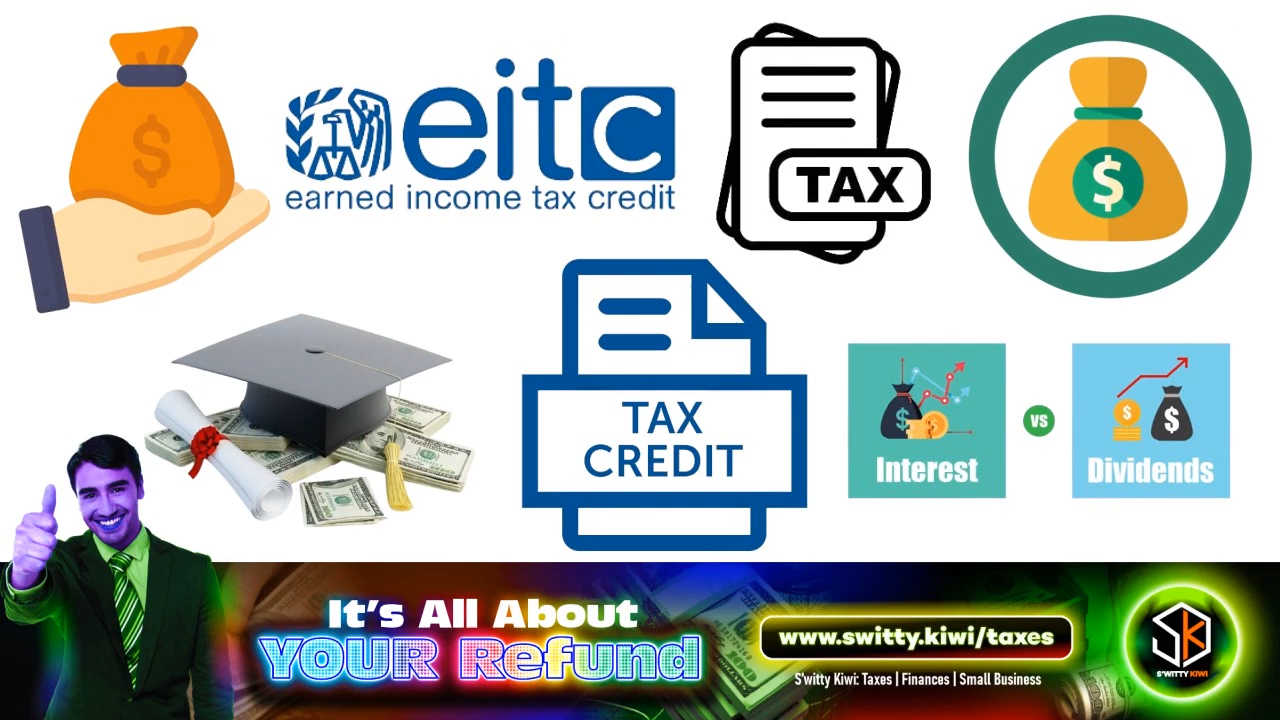 $
eitc
earned income tax credit
TAX
$
TAX
CREDIT
$
$
Interest
VS
$
$
Dividends
It's All About
YOUR Refund
www.switty.kiwi/taxes
S'witty Kiwi: Taxes | Finances | Small Business
SK
S'WITTY KIWI